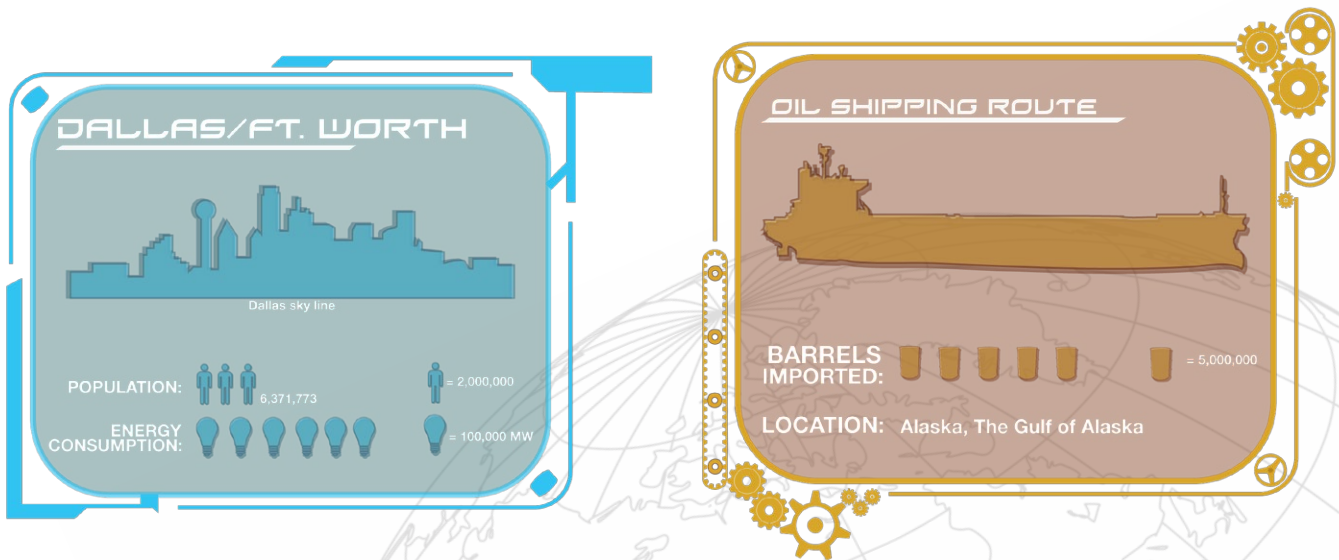 DALLAS/FT. WORTH
Dallas sky line
POPULATION:
6,371,773
= 2,000,000
ENERGY
CONSUMPTION:
= 100,000 MW
OIL SHIPPING ROUTE
BARRELS
IMPORTED:
= 5,000,000
LOCATION: Alaska, The Gulf of Alaska